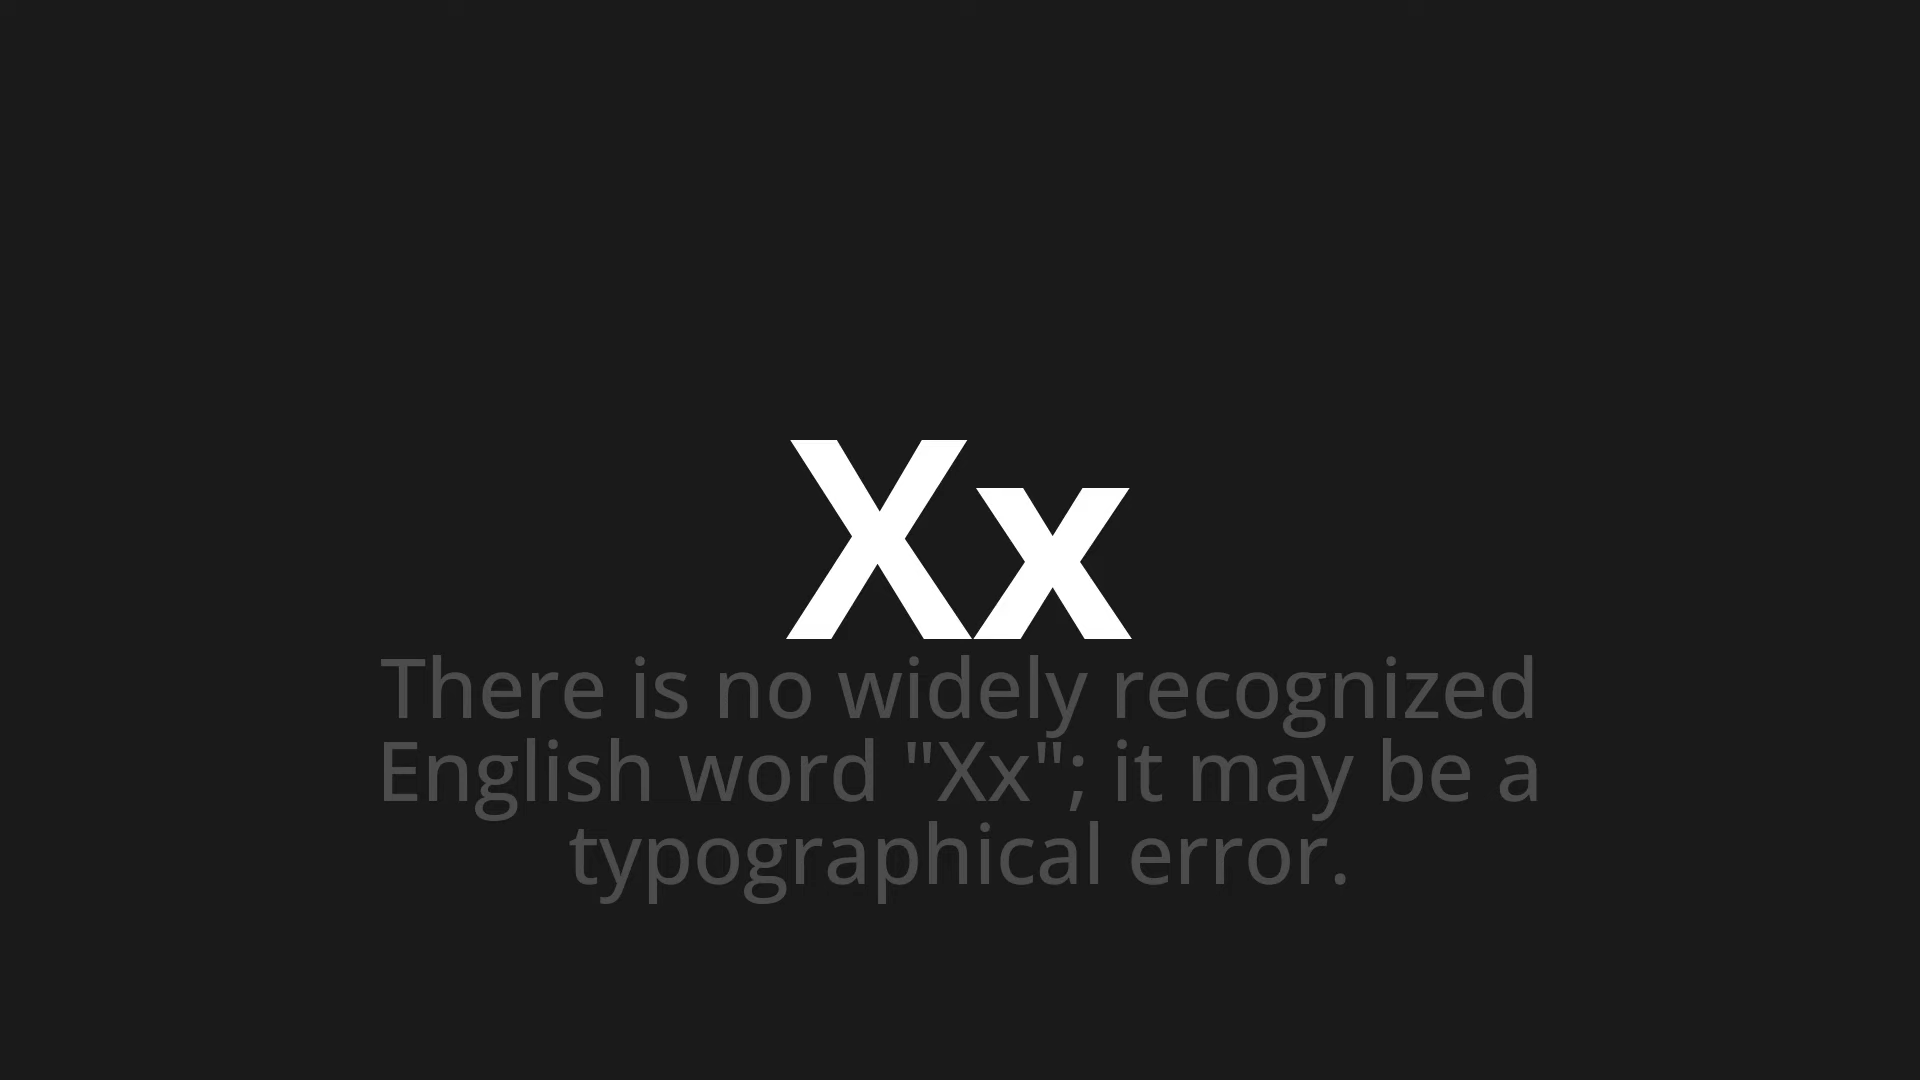 Xx
There is no widely recognized
English word "Xx"; it may be a
typographical error.